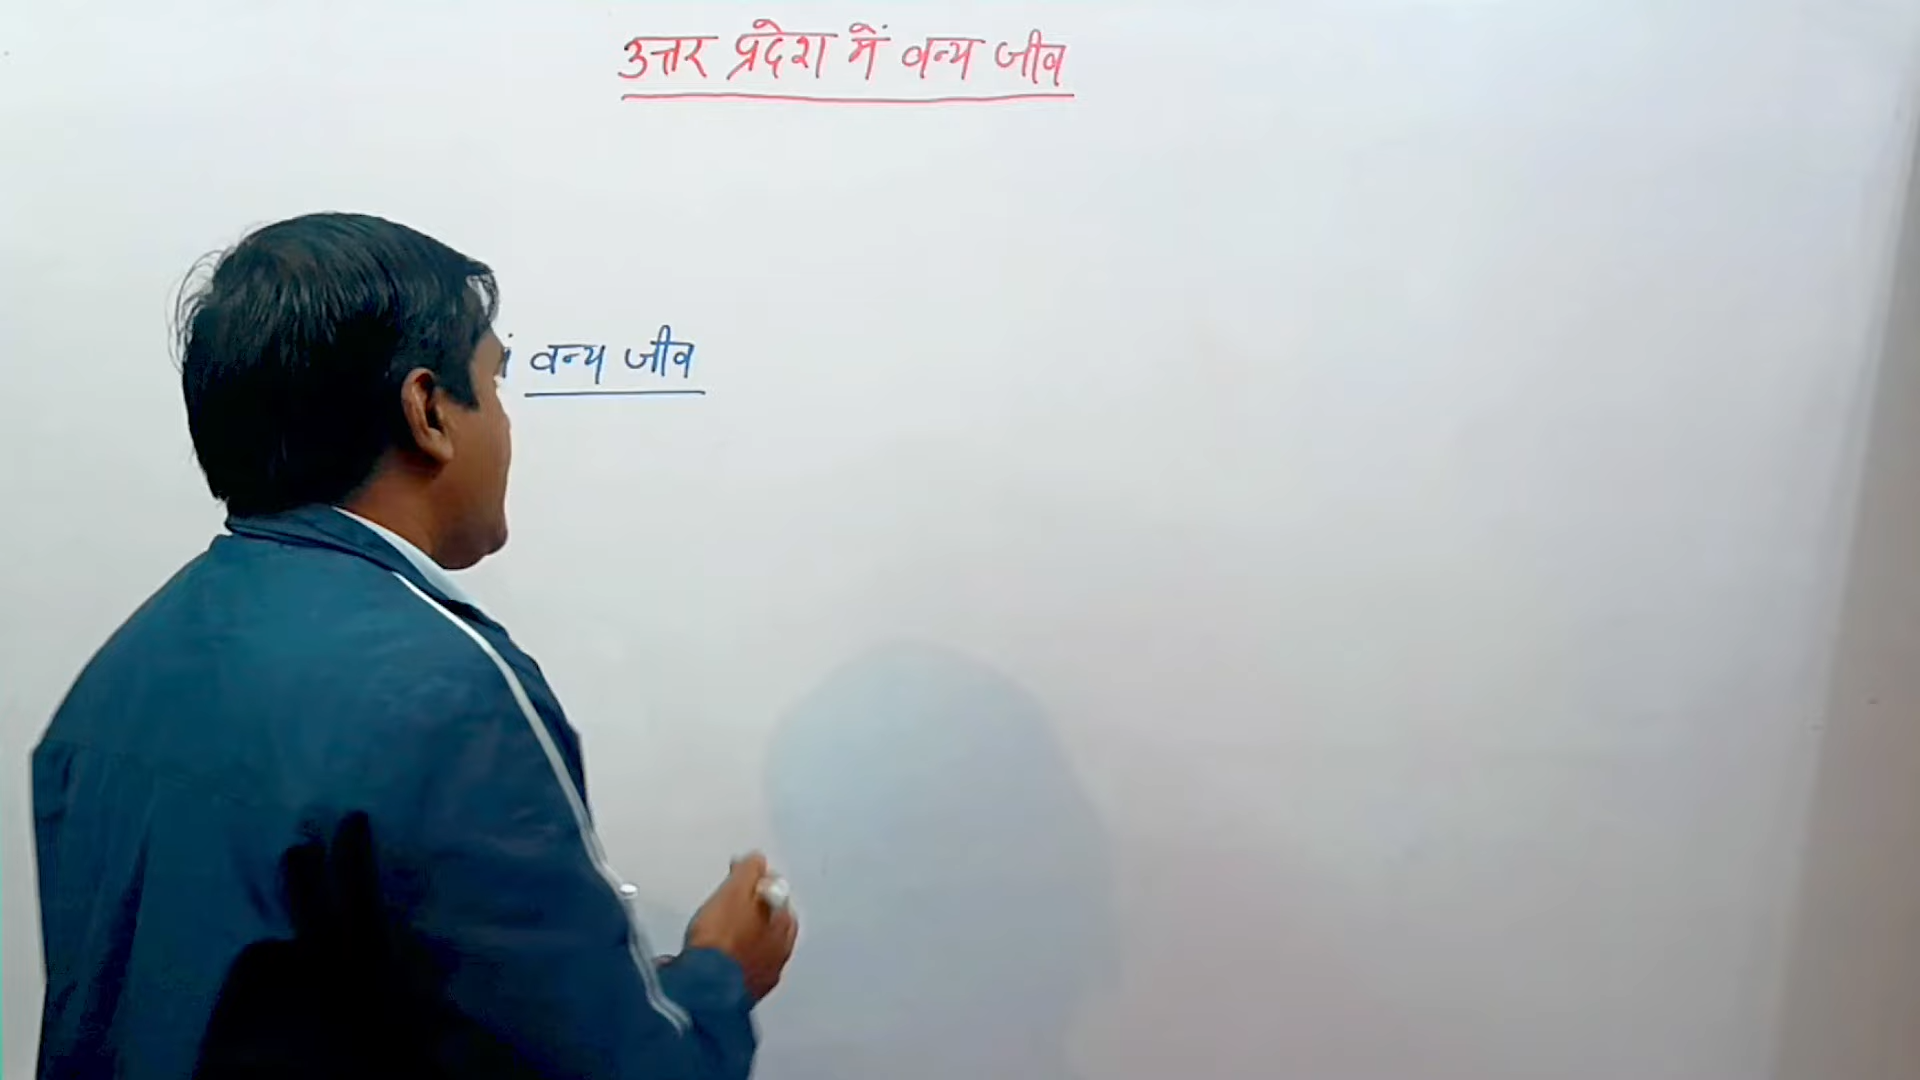 उत्तर प्रदेश में वन्य जीव
वन्य जीव